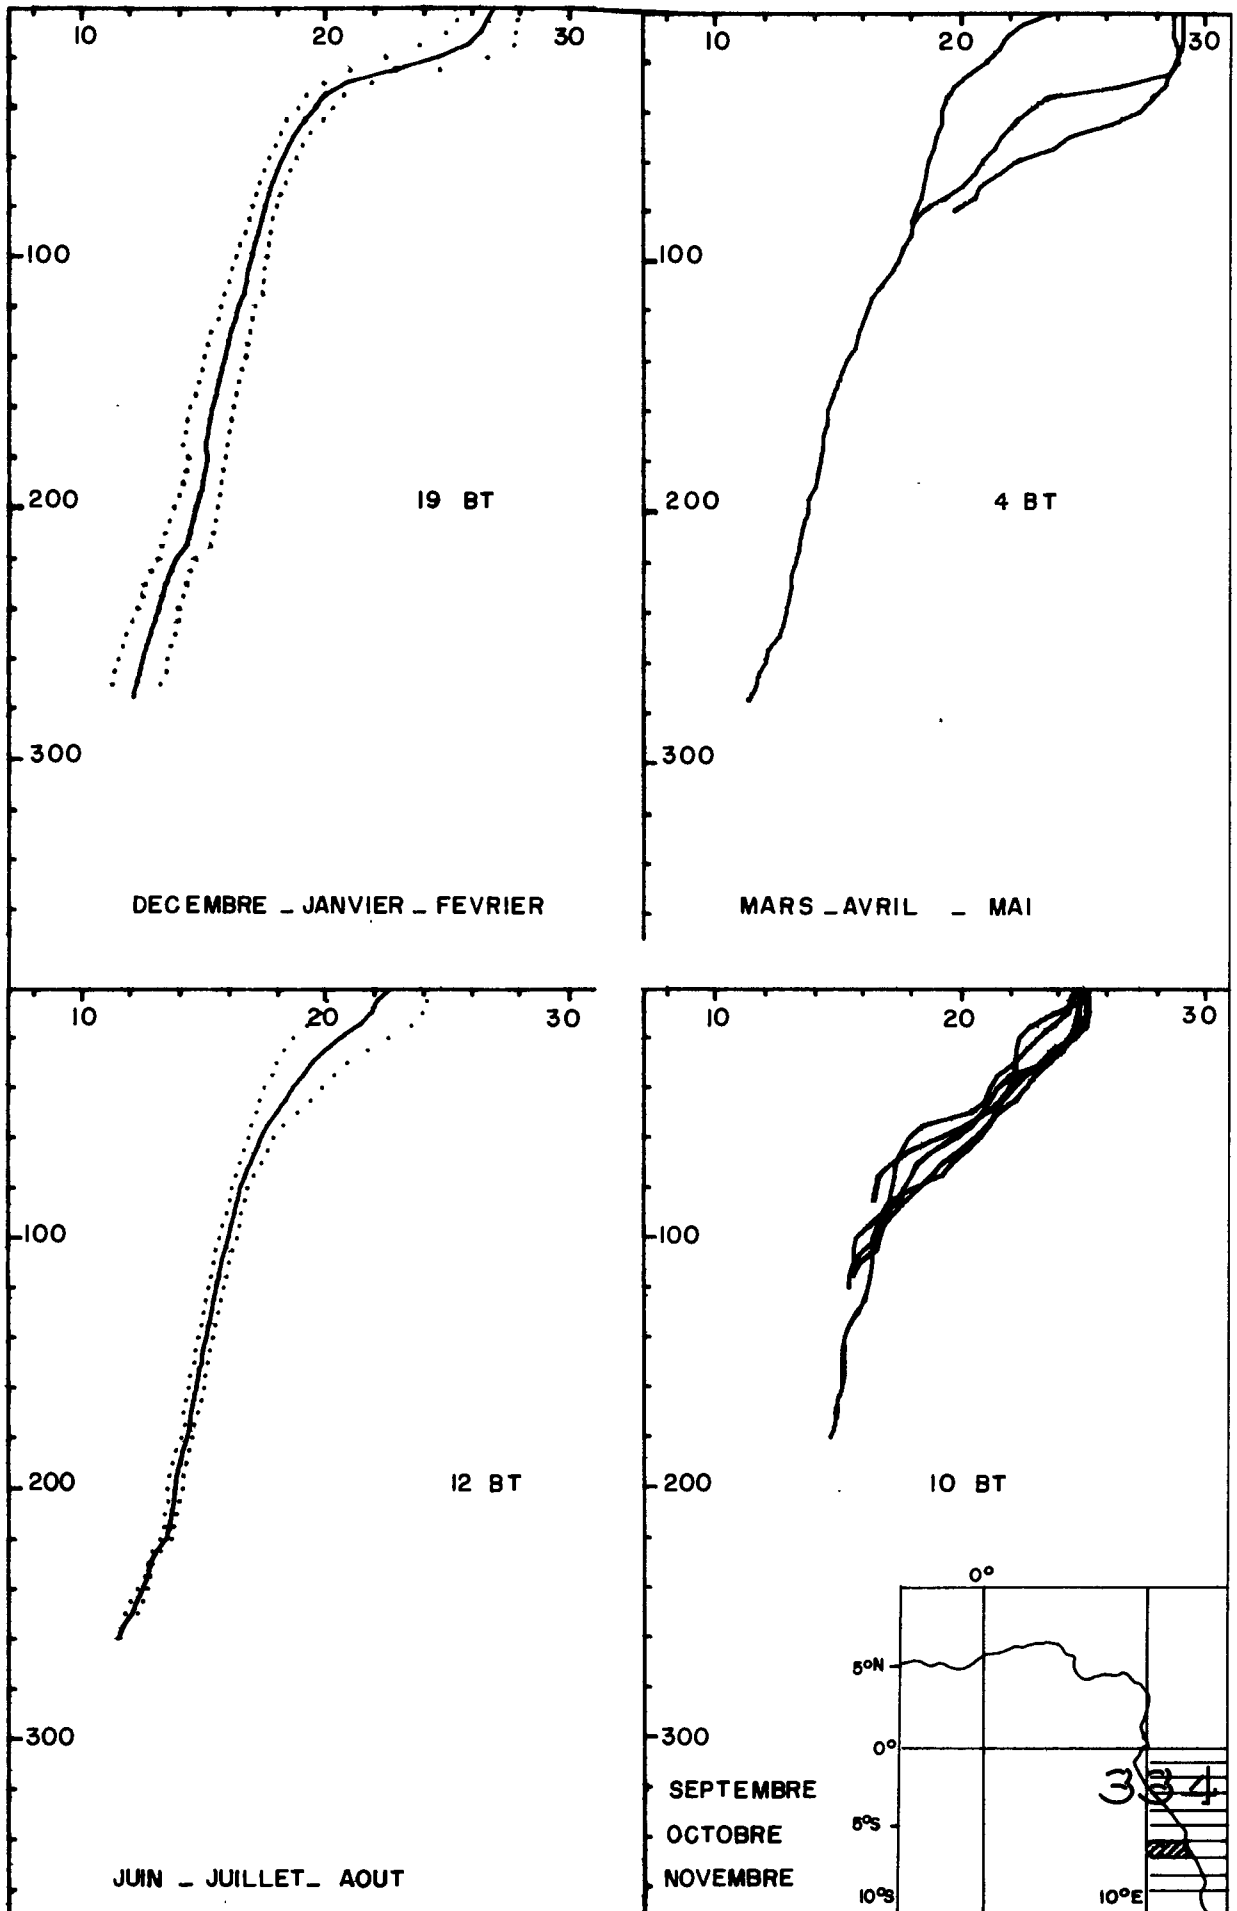 10 20 30
100
200
19 BT
300
DECEMBRE _ JANVIER _ FEVRIER
10 20 30
100
200
4 BT
300
MARS _ AVRIL _ MAI
10 20 30
100
200
12 BT
300
JUIN _ JUILLET _ AOUT
10 20 30
100
200
10 BT
300
SEPTEMBRE
OCTOBRE
NOVEMBRE
0°
5°N
0°
334
5°S
10°S
10°E